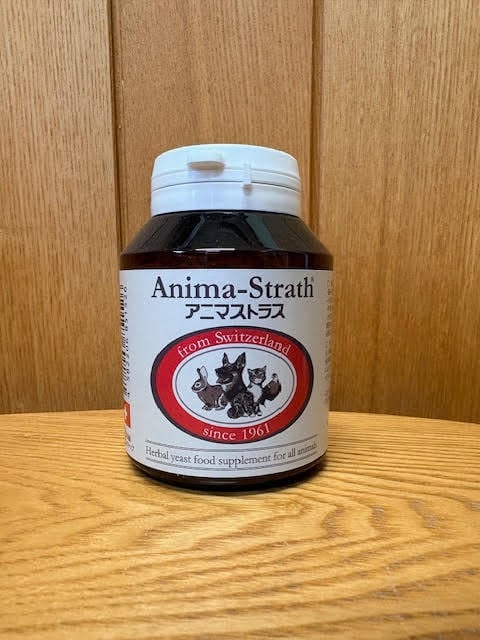 Anima-Strath®
アニマストラス
from Switzerland
since 1961
Herbal yeast food supplement for all animals